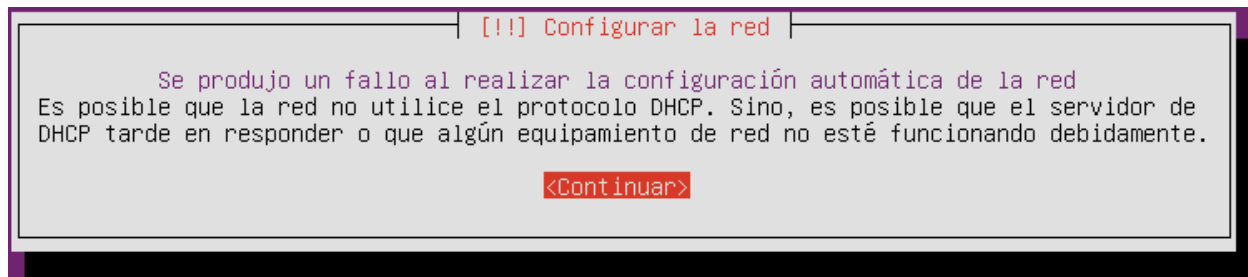 [!!] Configurar la red
Se produjo un fallo al realizar la configuración automática de la red
Es posible que la red no utilice el protocolo DHCP. Sino, es posible que el servidor de
DHCP tarde en responder o que algún equipamiento de red no esté funcionando debidamente.
<Continuar>